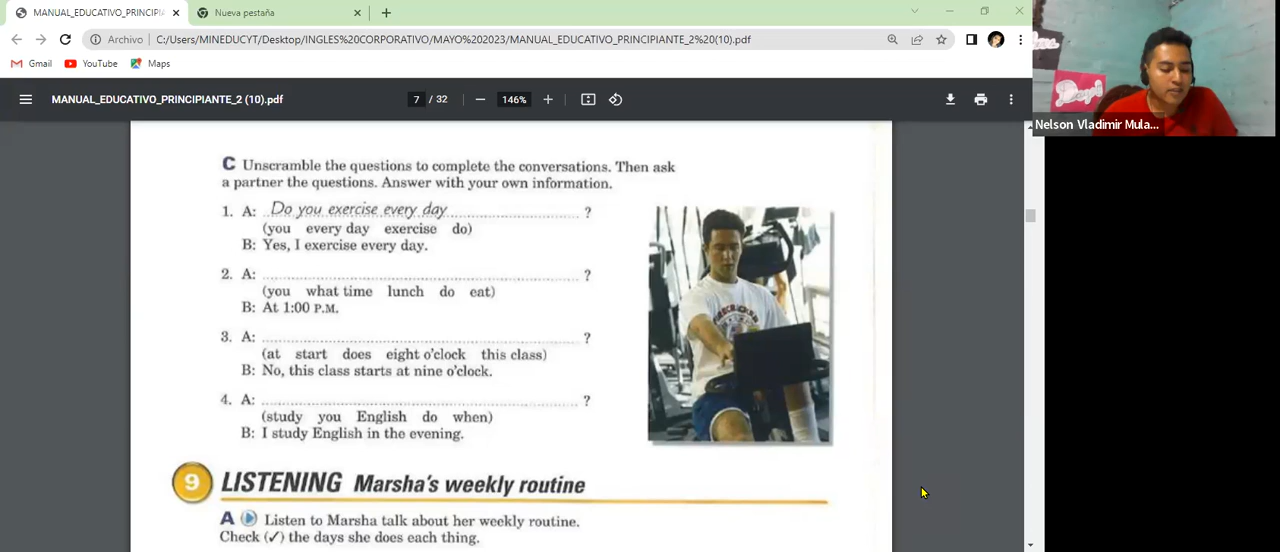 MANUAL_EDUCATIVO_PRINCIPIA
Nueva pestaña
Archivo
C:/Users/MINEDUCYT/Desktop/INGLES%20CORPORATIVO/MAYO%202023/MANUAL_EDUCATIVO_PRINCIPIANTE_2%20(10).pdf
Gmail
YouTube
Maps
MANUAL_EDUCATIVO_PRINCIPIANTE_2 (10).pdf
7 / 32
146%
Nelson Vladimir Mula...
C Unscramble the questions to complete the conversations. Then ask
a partner the questions. Answer with your own information.
1. A: Do you exercise every day ?
(you every day exercise do)
B: Yes, I exercise every day.
2. A: ?
(you what time lunch do eat)
B: At 1:00 P.M.
3. A: ?
(at start does eight o'clock this class)
B: No, this class starts at nine o'clock.
4. A: ?
(study you English do when)
B: I study English in the evening.
9 LISTENING Marsha's weekly routine
A Listen to Marsha talk about her weekly routine.
Check (✓) the days she does each thing.